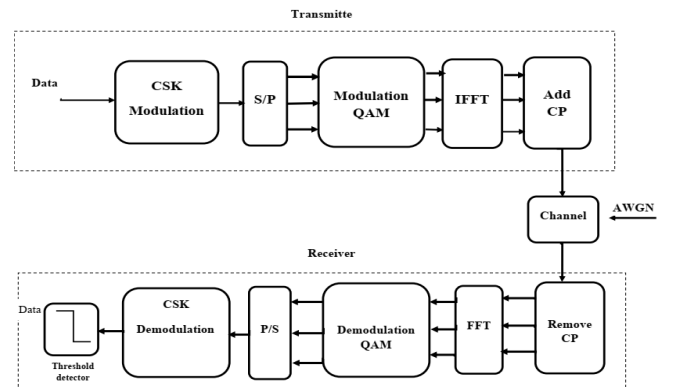 Transmitte
Data
CSK
Modulation
S/P
Modulation
QAM
IFFT
Add
CP
Channel
AWGN
Receiver
Data
Threshold
detector
CSK
Demodulation
P/S
Demodulation
QAM
FFT
Remove
CP